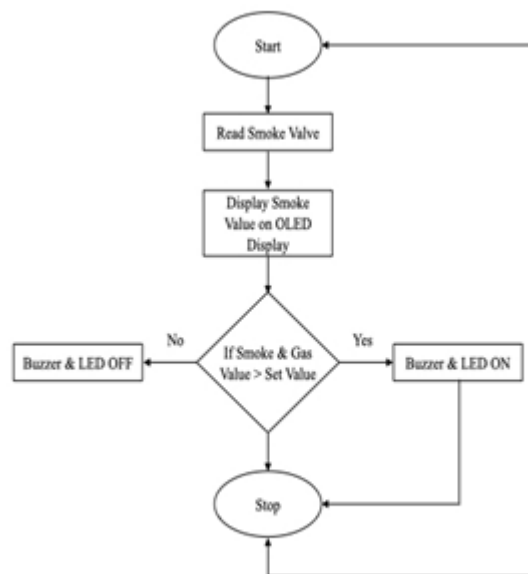 Start
Read Smoke Valve
Display Smoke
Value on OLED
Display
No
If Smoke & Gas
Value > Set Value
Yes
Buzzer & LED OFF
Buzzer & LED ON
Stop